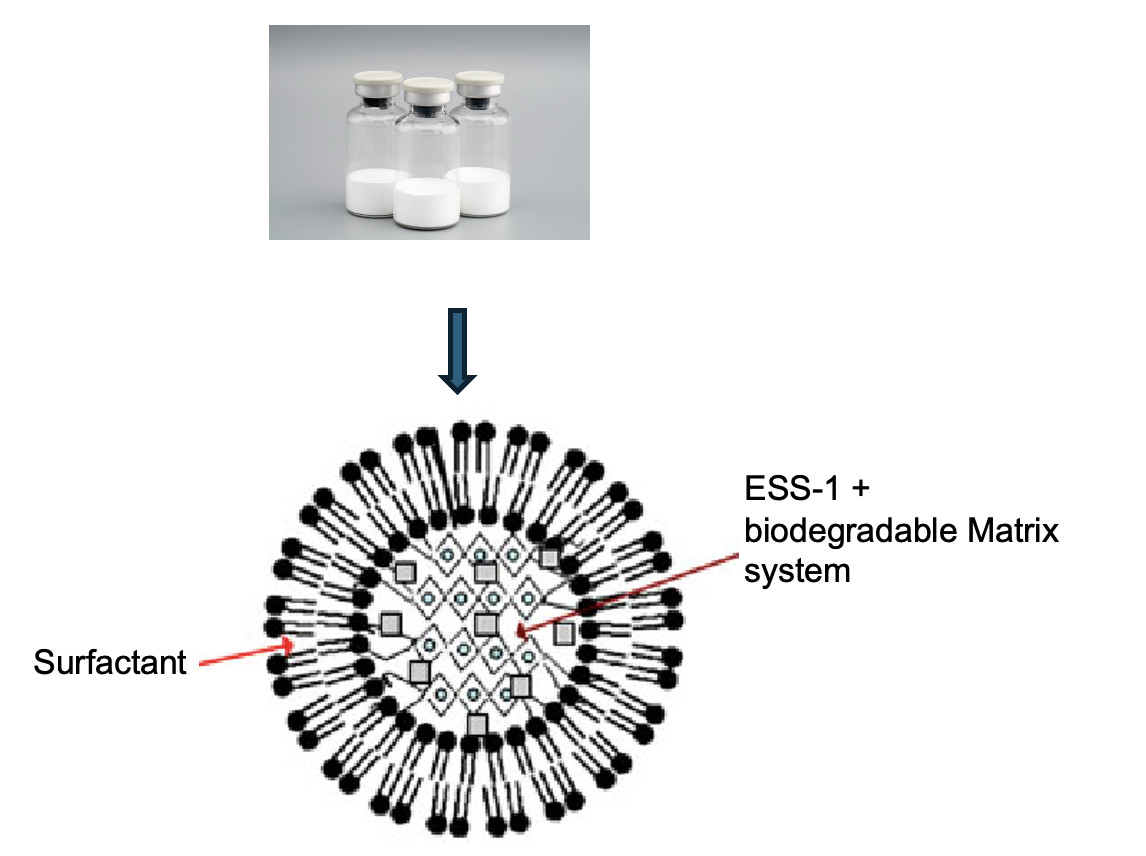 ESS-1 +
biodegradable Matrix
system
Surfactant